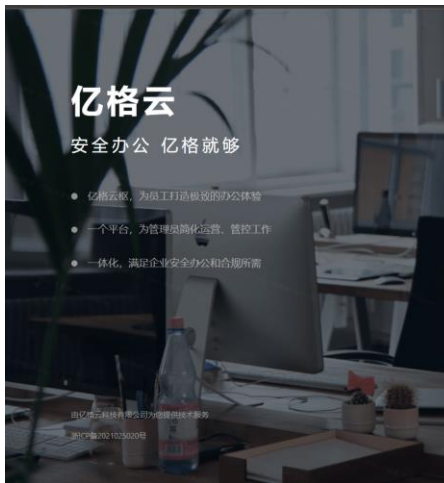 亿格云
安全办公 亿格就够
亿格云枢，为员工打造极致的办公体验
一个平台，为管理员简化运营、管控工作
一体化，满足企业安全办公和合规所需
由亿格云科技有限公司为您提供技术服务
浙ICP备2021025020号